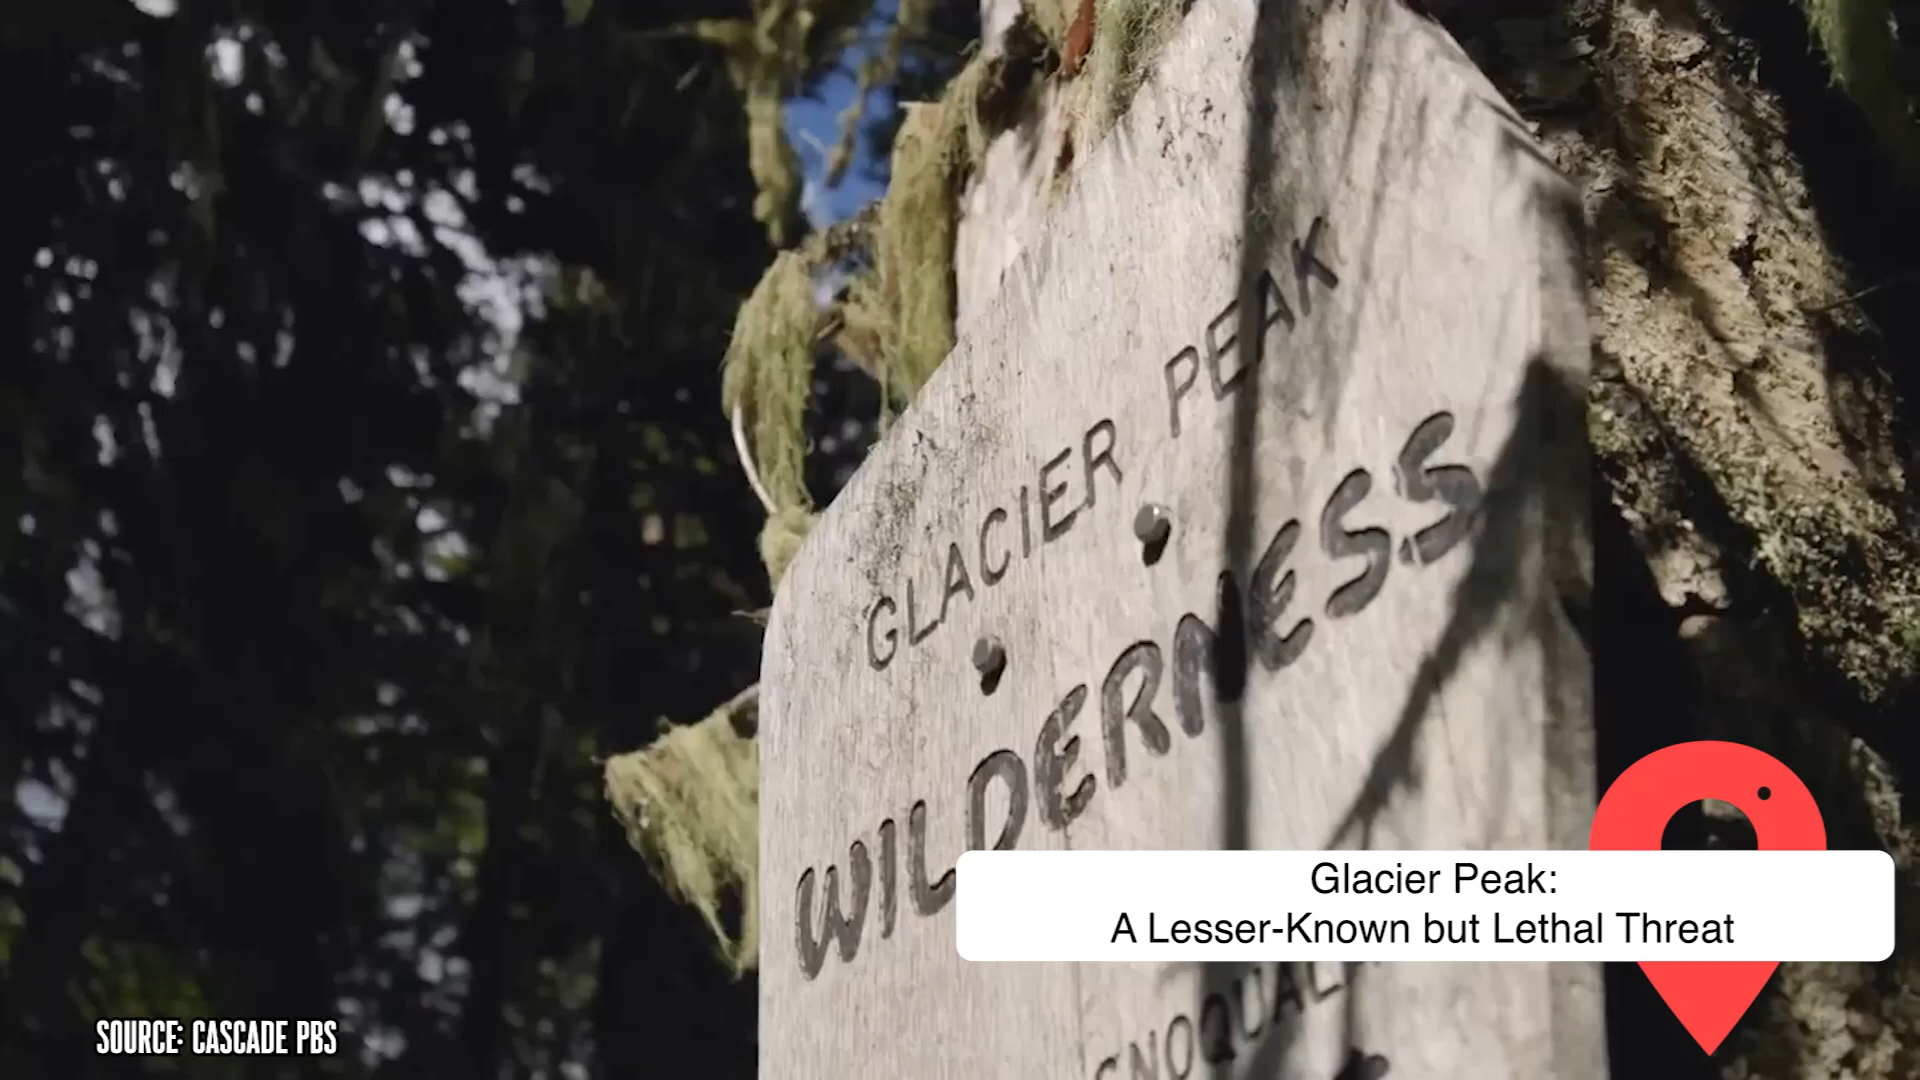 GLACIER PEAK
WILDERNESS
Glacier Peak:
A Lesser-Known but Lethal Threat
SOURCE: CASCADE PBS